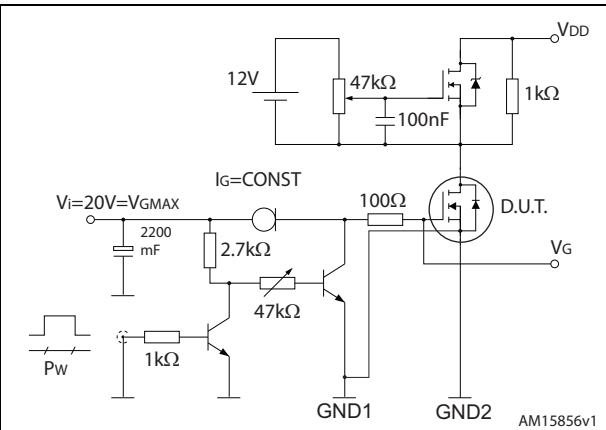 VDD
12V
47kΩ
1kΩ
100nF
IG=CONST
Vi=20V=VGMAX
100Ω
D.U.T.
2200
mF
2.7kΩ
VG
47kΩ
PW
1kΩ
GND1
GND2
AM15856v1